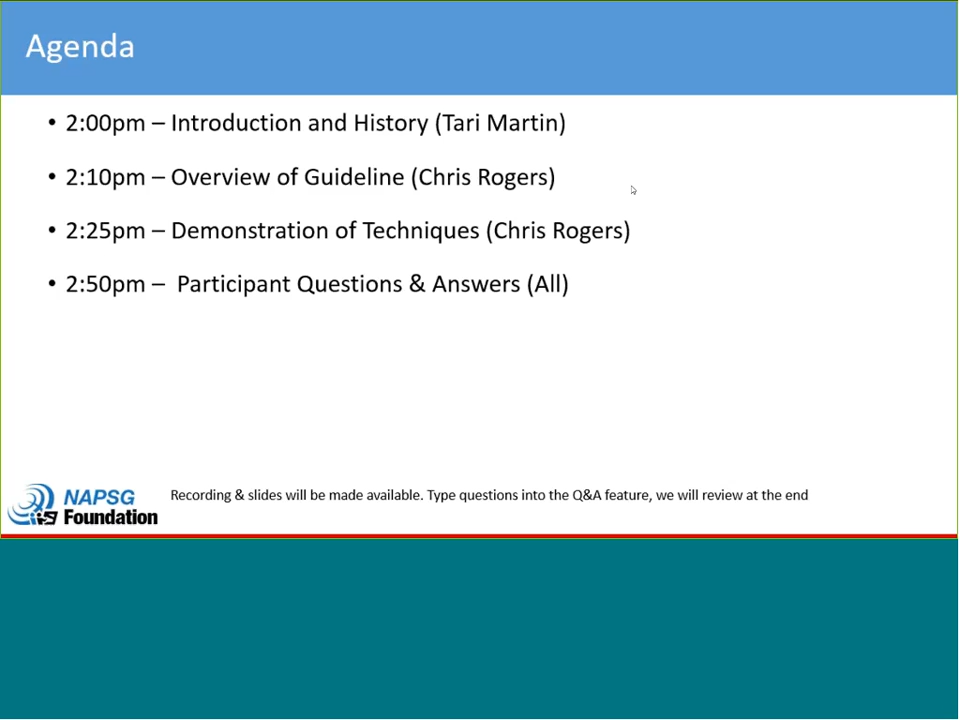 Agenda
• 2:00pm – Introduction and History (Tari Martin)
• 2:10pm – Overview of Guideline (Chris Rogers)
• 2:25pm – Demonstration of Techniques (Chris Rogers)
• 2:50pm – Participant Questions & Answers (All)
NAPSG
Foundation
Recording & slides will be made available. Type questions into the Q&A feature, we will review at the end